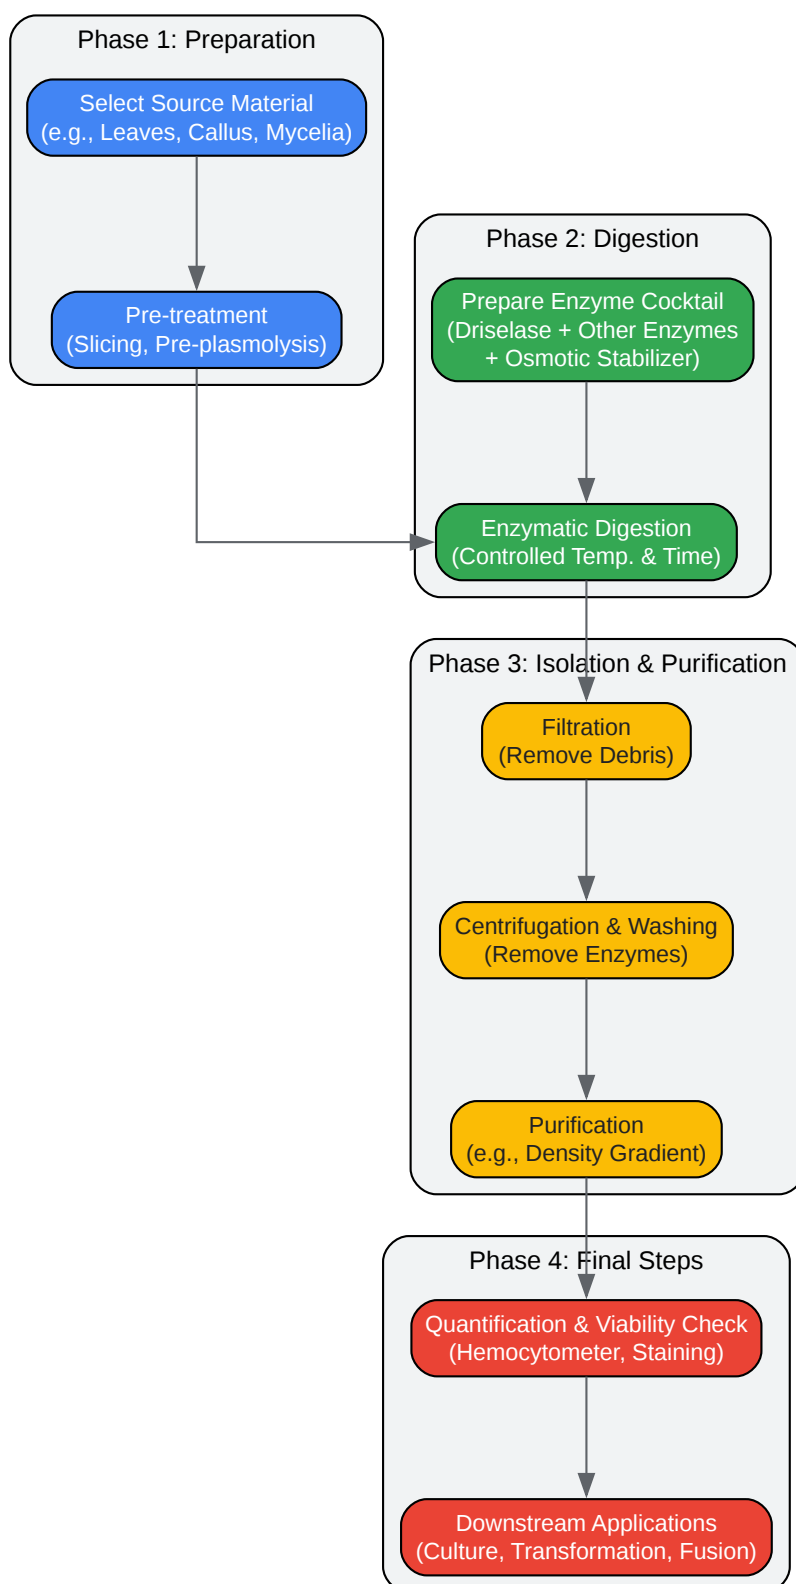 Phase 1: Preparation
Select Source Material
(e.g., Leaves, Callus, Mycelia)
Pre-treatment
(Slicing, Pre-plasmolysis)
Phase 2: Digestion
Prepare Enzyme Cocktail
(Driselase + Other Enzymes
+ Osmotic Stabilizer)
Enzymatic Digestion
(Controlled Temp. & Time)
Phase 3: Isolation & Purification
Filtration
(Remove Debris)
Centrifugation & Washing
(Remove Enzymes)
Purification
(e.g., Density Gradient)
Phase 4: Final Steps
Quantification & Viability Check
(Hemocytometer, Staining)
Downstream Applications
(Culture, Transformation, Fusion)